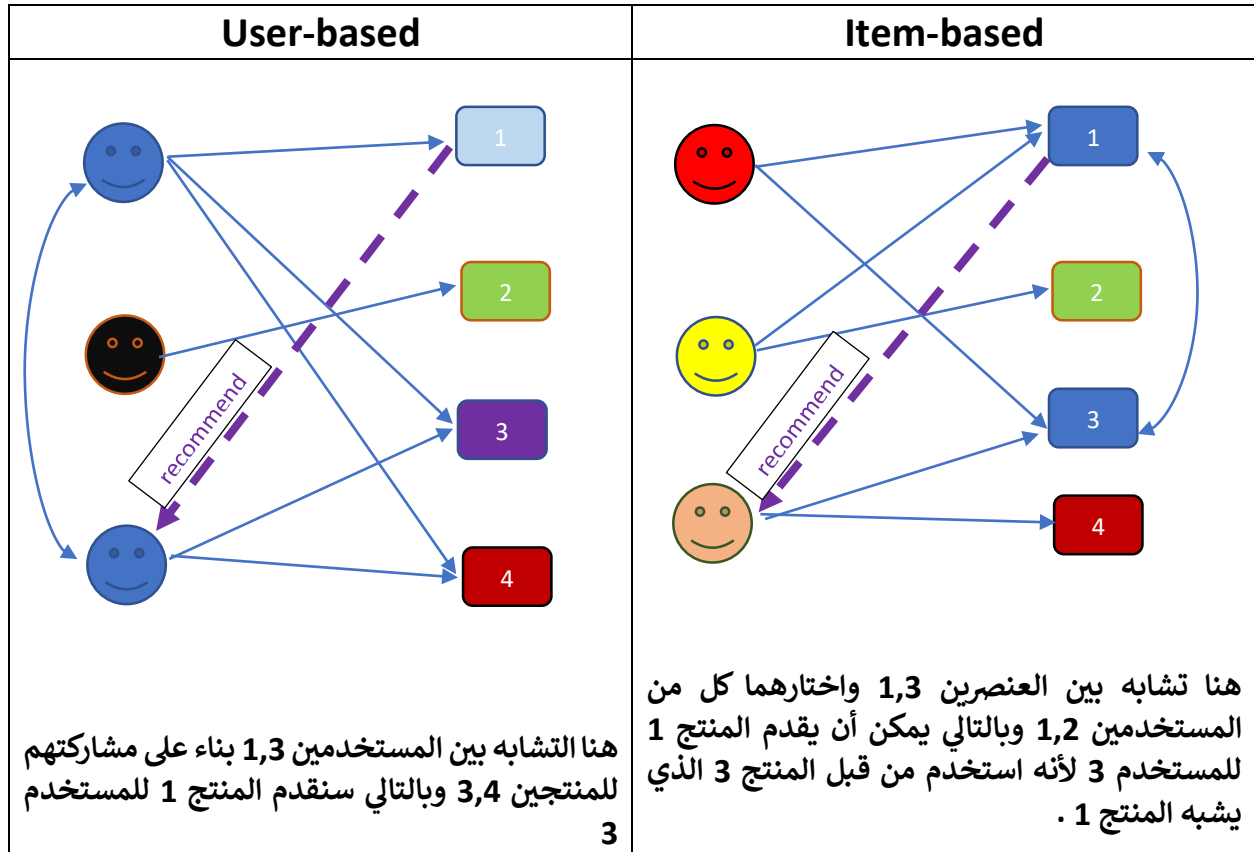 User-based
1
2
3
4
recommend
هنا التشابه بين المستخدمين 1,3 بناء على مشاركتهم
للمنتجين 3,4 وبالتالي سنقدم المنتج 1 للمستخدم
3
Item-based
1
2
3
4
recommend
هنا تشابه بين العنصرين 1,3 واختارهما كل من
المستخدمين 1,2 وبالتالي يمكن أن يقدم المنتج 1
للمستخدم 3 لأنه استخدم من قبل المنتج 3 الذي
يشبه المنتج 1 .